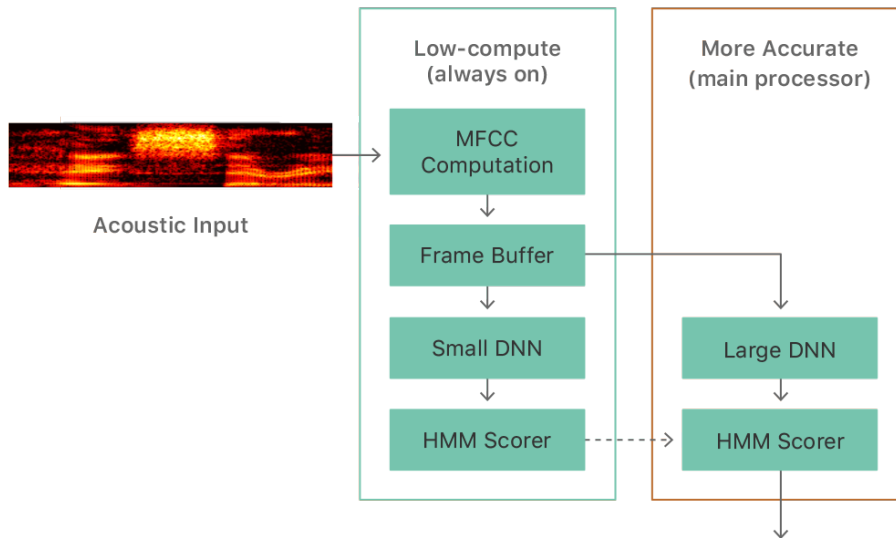 Low-compute
(always on)
More Accurate
(main processor)
MFCC
Computation
Acoustic Input
Frame Buffer
Small DNN
Large DNN
HMM Scorer
HMM Scorer